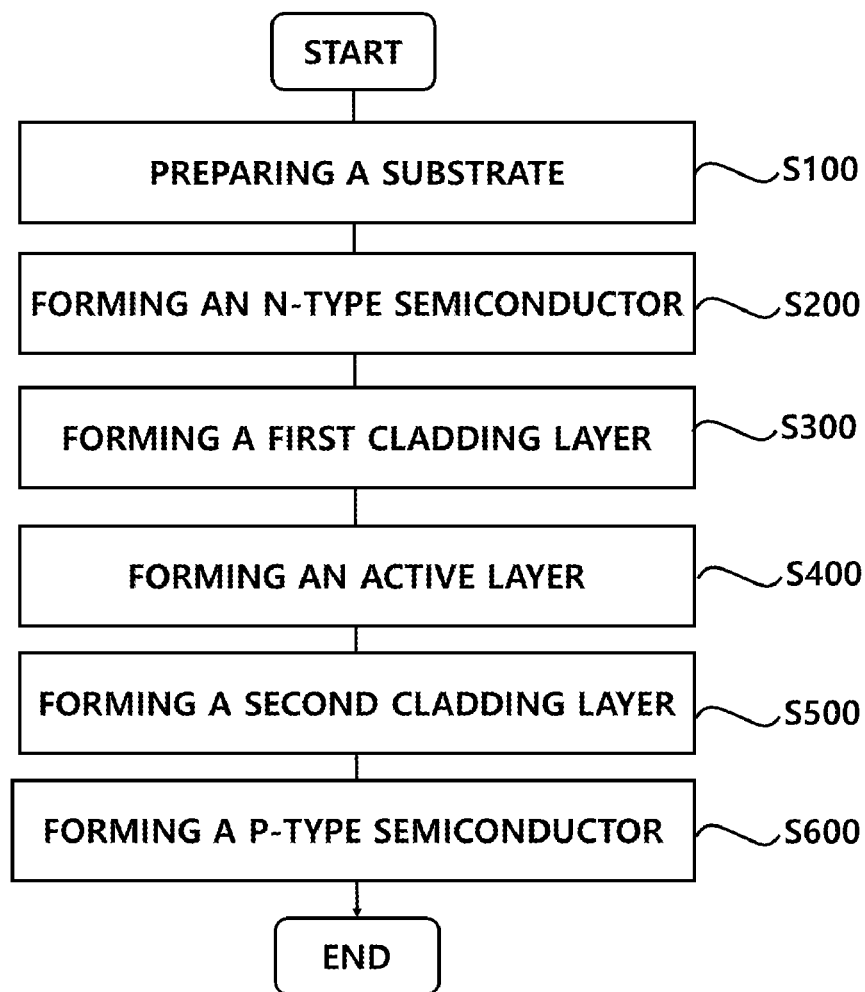 START
PREPARING A SUBSTRATE S100
FORMING AN N-TYPE SEMICONDUCTOR S200
FORMING A FIRST CLADDING LAYER S300
FORMING AN ACTIVE LAYER S400
FORMING A SECOND CLADDING LAYER S500
FORMING A P-TYPE SEMICONDUCTOR S600
END